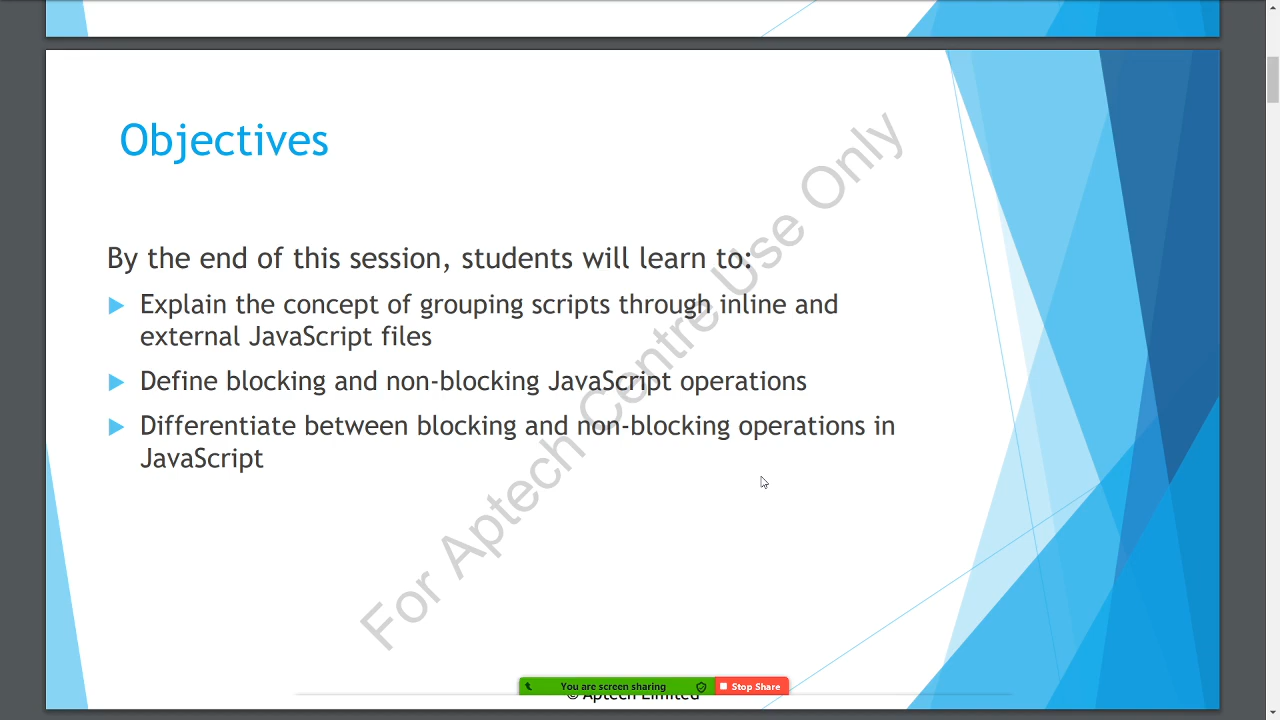 Objectives
By the end of this session, students will learn to:
Explain the concept of grouping scripts through inline and
external JavaScript files
Define blocking and non-blocking JavaScript operations
Differentiate between blocking and non-blocking operations in
JavaScript
For Aptech Centre Use Only
You are screen sharing
Stop Share
© Aptech Limited